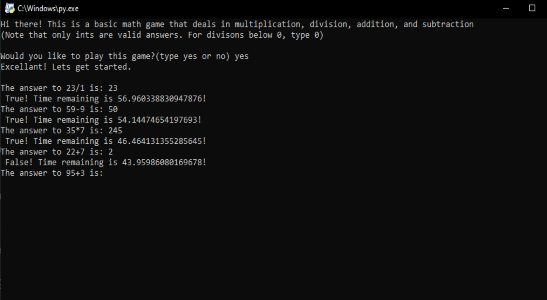 C:\Windows\py.exe
Hi there! This is a basic math game that deals in multiplication, division, addition, and subtraction
(Note that only ints are valid answers. For divisons below 0, type 0)
Would you like to play this game?(type yes or no) yes
Excellant! Lets get started.
The answer to 23/1 is: 23
True! Time remaining is 56.960338830947876!
The answer to 59-9 is: 50
True! Time remaining is 54.14474654197693!
The answer to 35*7 is: 245
True! Time remaining is 46.464131355285645!
The answer to 22+7 is: 2
False! Time remaining is 43.95986080169678!
The answer to 95+3 is: